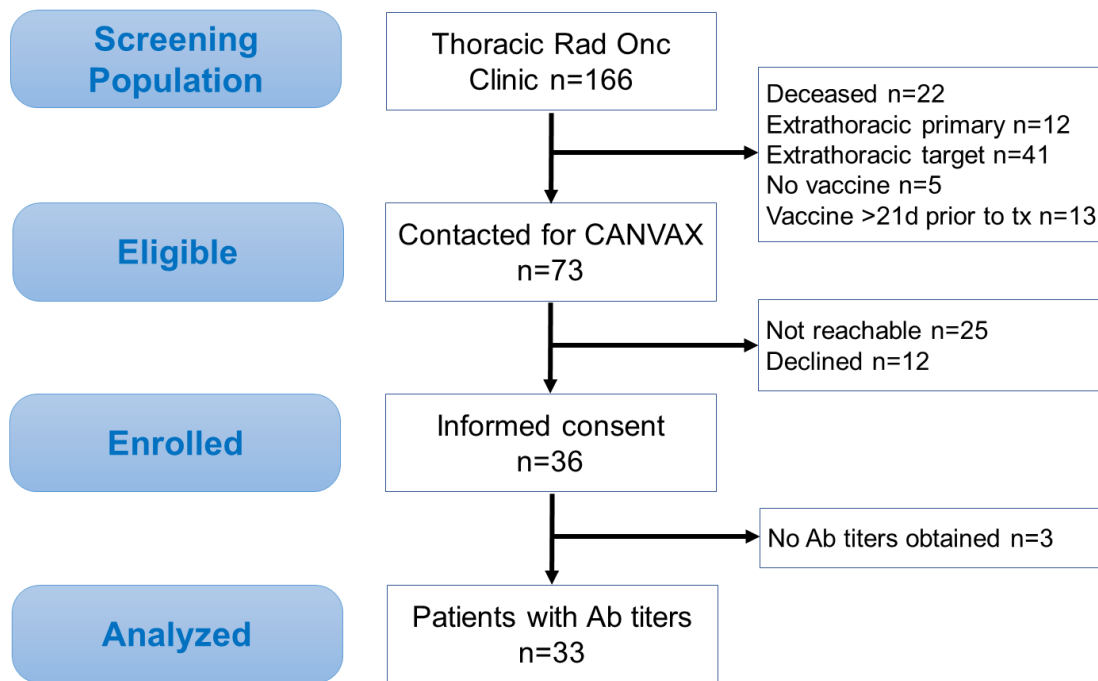 Screening
Population
Thoracic Rad Onc
Clinic n=166
Deceased n=22
Extrathoracic primary n=12
Extrathoracic target n=41
No vaccine n=5
Vaccine >21d prior to tx n=13
Eligible
Contacted for CANVAX
n=73
Not reachable n=25
Declined n=12
Enrolled
Informed consent
n=36
No Ab titers obtained n=3
Analyzed
Patients with Ab titers
n=33